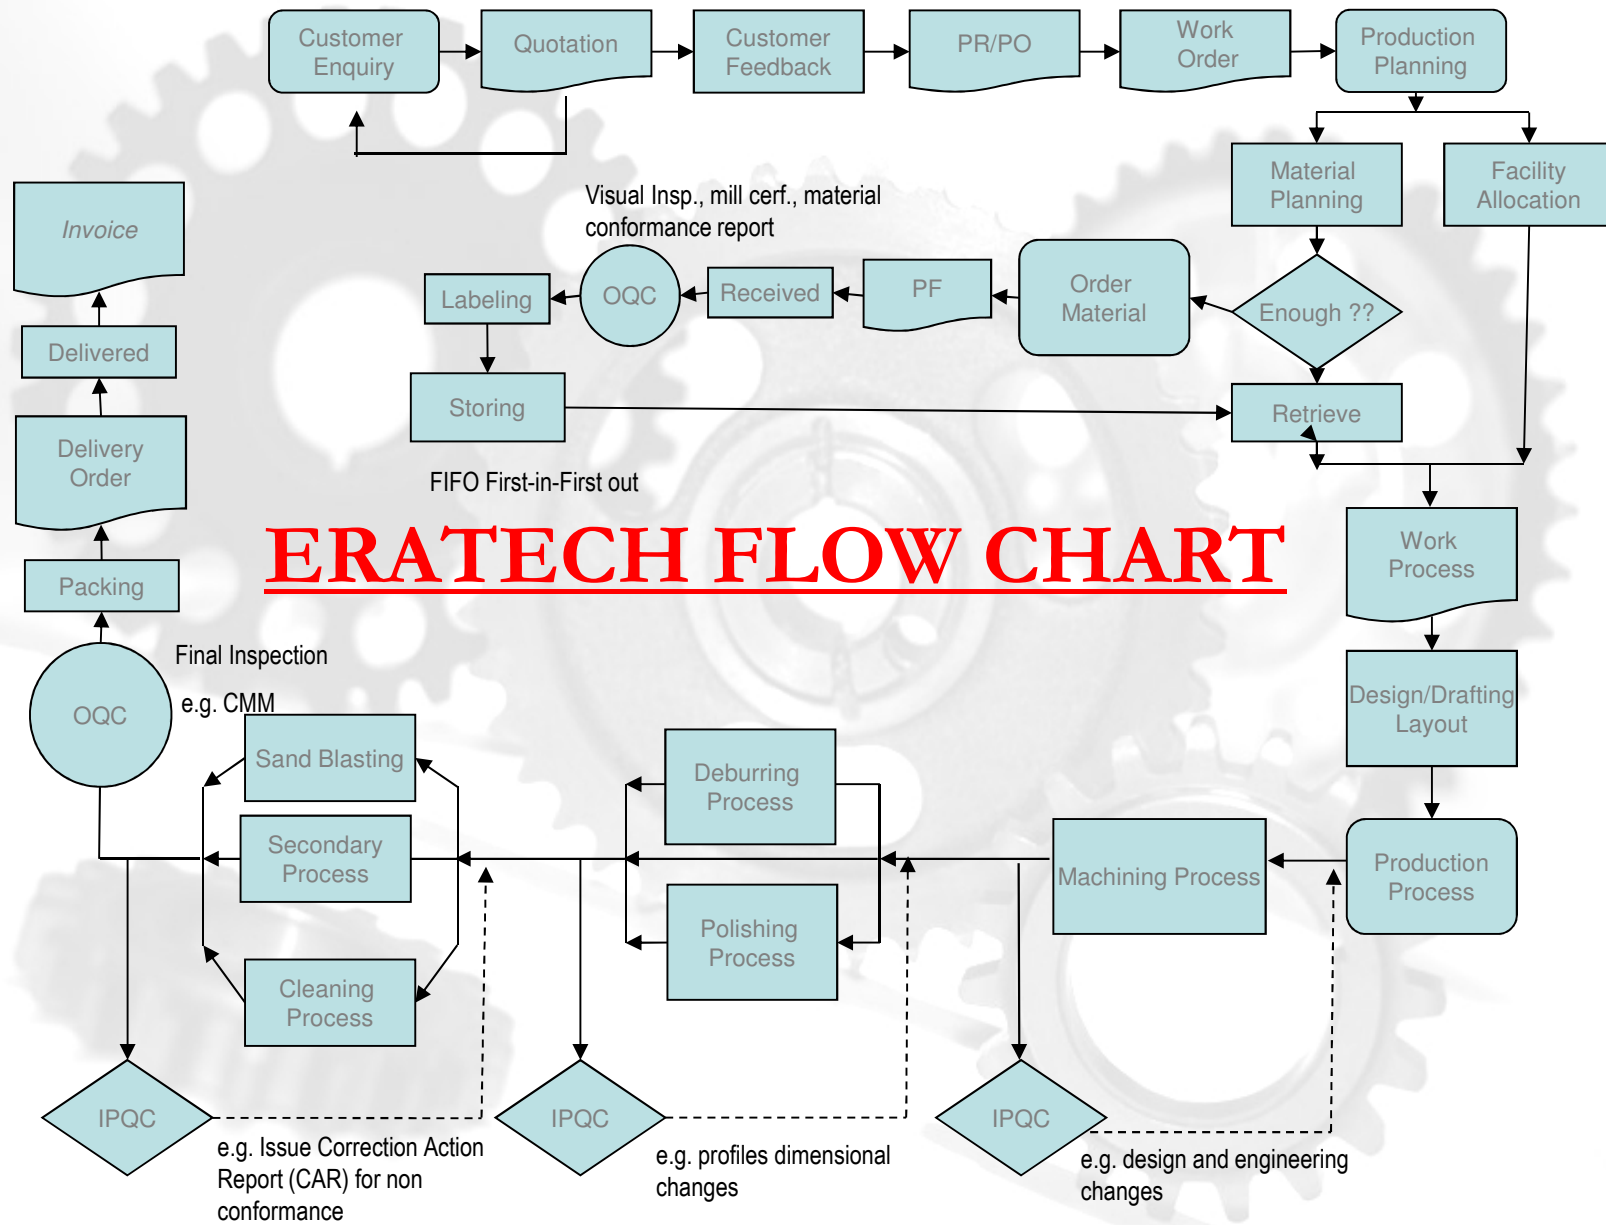 Customer
Enquiry
Quotation
Customer
Feedback
PR/PO
Work
Order
Production
Planning
Material
Planning
Facility
Allocation
Invoice
Visual Insp., mill cerf., material
conformance report
Labeling
OQC
Received
PF
Order
Material
Enough ??
Delivered
Storing
Retrieve
Delivery
Order
FIFO First-in-First out
ERATECH FLOW CHART
Work
Process
Packing
Final Inspection
e.g. CMM
OQC
Design/Drafting
Layout
Sand Blasting
Deburring
Process
Secondary
Process
Machining Process
Production
Process
Polishing
Process
Cleaning
Process
IPQC
IPQC
IPQC
e.g. Issue Correction Action
Report (CAR) for non
conformance
e.g. profiles dimensional
changes
e.g. design and engineering
changes